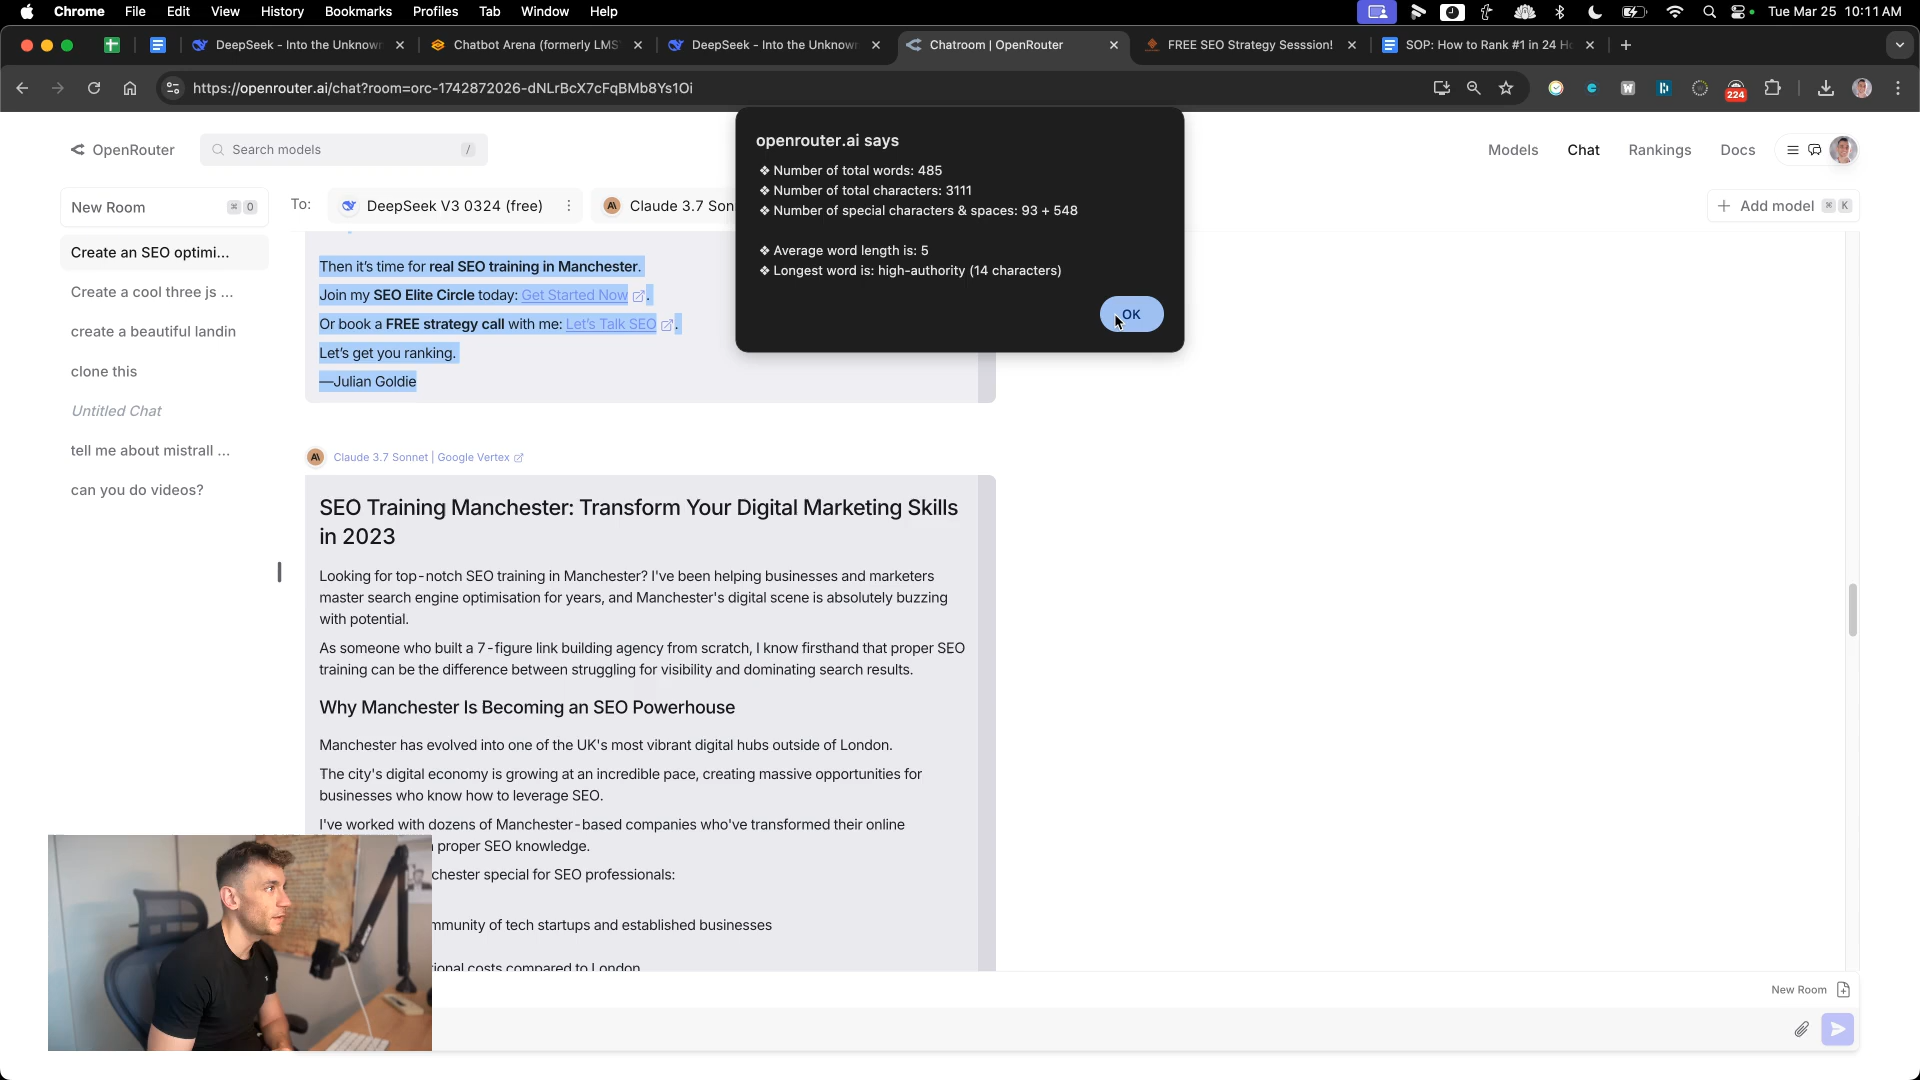 Chrome File Edit View History Bookmarks Profiles Tab Window Help
Tue Mar 25 10:11 AM
DeepSeek - Into the Unknown
Chatbot Arena (formerly LMS
DeepSeek - Into the Unknown
Chatroom | OpenRouter
FREE SEO Strategy Sesssion!
SOP: How to Rank #1 in 24 H
https://openrouter.ai/chat?room=orc-1742872026-dNLrBcX7cFqBMb8Ys1Oi
224
OpenRouter
Search models /
Models Chat Rankings Docs
openrouter.ai says
❖ Number of total words: 485
❖ Number of total characters: 3111
❖ Number of special characters & spaces: 93 + 548
❖ Average word length is: 5
❖ Longest word is: high-authority (14 characters)
OK
New Room ⌘ O
To: DeepSeek V3 0324 (free)
Claude 3.7 Son
+ Add model ⌘ K
Create an SEO optimi...
Create a cool three js ...
create a beautiful landin
clone this
Untitled Chat
tell me about mistrall ...
can you do videos?
Then it's time for real SEO training in Manchester.
Join my SEO Elite Circle today: Get Started Now.
Or book a FREE strategy call with me: Let's Talk SEO.
Let's get you ranking.
—Julian Goldie
Claude 3.7 Sonnet | Google Vertex
SEO Training Manchester: Transform Your Digital Marketing Skills
in 2023
Looking for top-notch SEO training in Manchester? I've been helping businesses and marketers
master search engine optimisation for years, and Manchester's digital scene is absolutely buzzing
with potential.
As someone who built a 7-figure link building agency from scratch, I know firsthand that proper SEO
training can be the difference between struggling for visibility and dominating search results.
Why Manchester Is Becoming an SEO Powerhouse
Manchester has evolved into one of the UK's most vibrant digital hubs outside of London.
The city's digital economy is growing at an incredible pace, creating massive opportunities for
businesses who know how to leverage SEO.
I've worked with dozens of Manchester-based companies who've transformed their online
proper SEO knowledge.
chester special for SEO professionals:
mmunity of tech startups and established businesses
ional costs compared to London
New Room